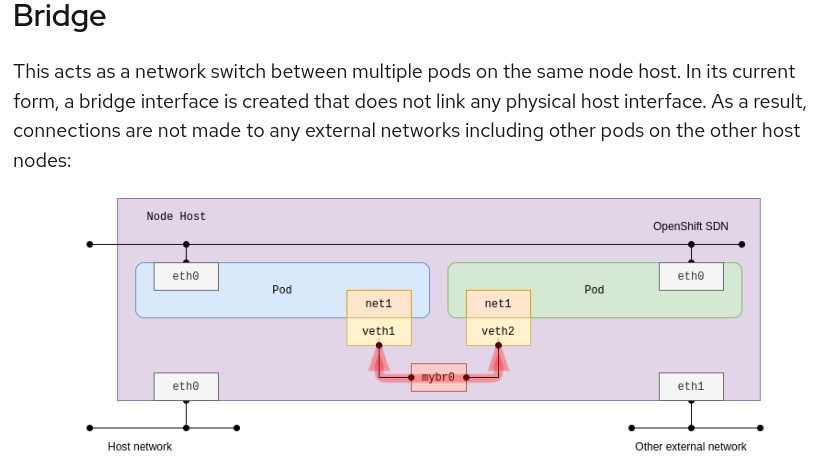 Bridge
This acts as a network switch between multiple pods on the same node host. In its current
form, a bridge interface is created that does not link any physical host interface. As a result,
connections are not made to any external networks including other pods on the other host
nodes:
Node Host
OpenShift SDN
eth0
Pod
net1
veth1
net1
veth2
Pod
eth0
mybr0
eth0
eth1
Host network
Other external network